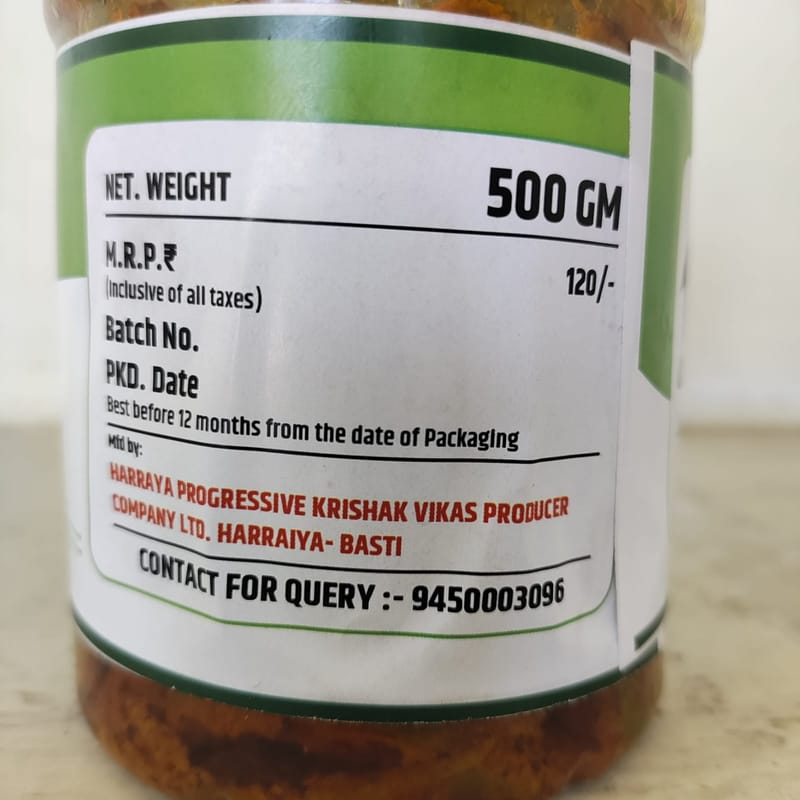 NET. WEIGHT 500 GM
M.R.P.₹ 120/-
(Inclusive of all taxes)
Batch No.
PKD. Date
Best before 12 months from the date of Packaging
Mfd by:
HARRAYA PROGRESSIVE KRISHAK VIKAS PRODUCER
COMPANY LTD. HARRAIYA- BASTI
CONTACT FOR QUERY :- 9450003096